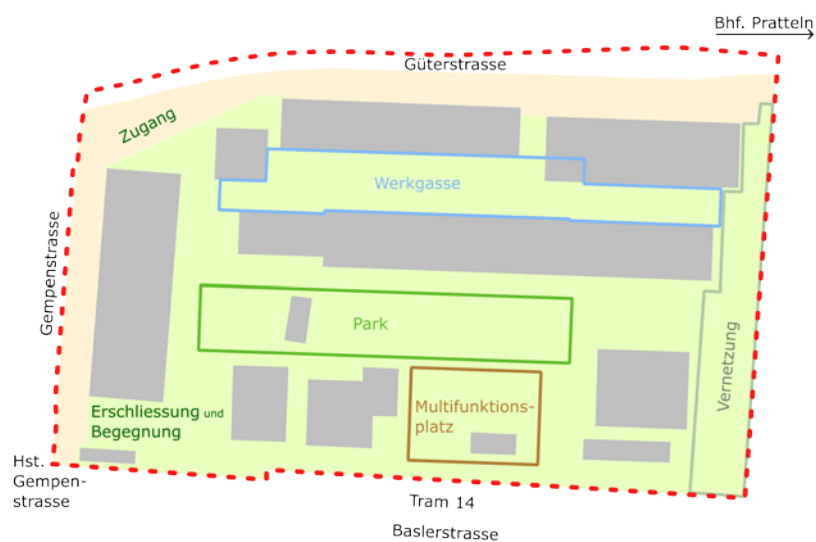 Bhf. Pratteln
Güterstrasse
Zugang
Werkgasse
Gempenstrasse
Park
Vernetzung
Erschliessung und
Begegnung
Multifunktions-
platz
Hst.
Gempen-
strasse
Tram 14
Baslerstrasse